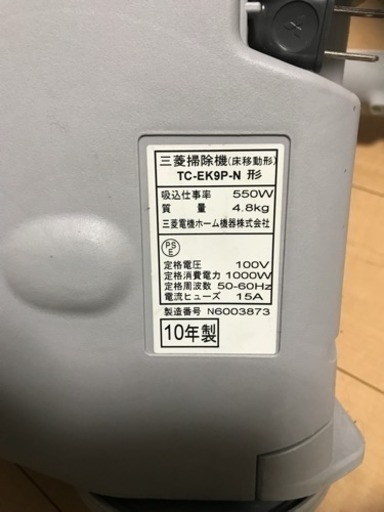 三菱掃除機(床移動形)
TC-EK9P-N 形
吸込仕事率 550W
質量 4.8kg
三菱電機ホーム機器株式会社
PS
E
定格電圧 100V
定格消費電力 1000W
定格周波数 50-60Hz
電流ヒューズ 15A
製造番号 N6003873
10年製